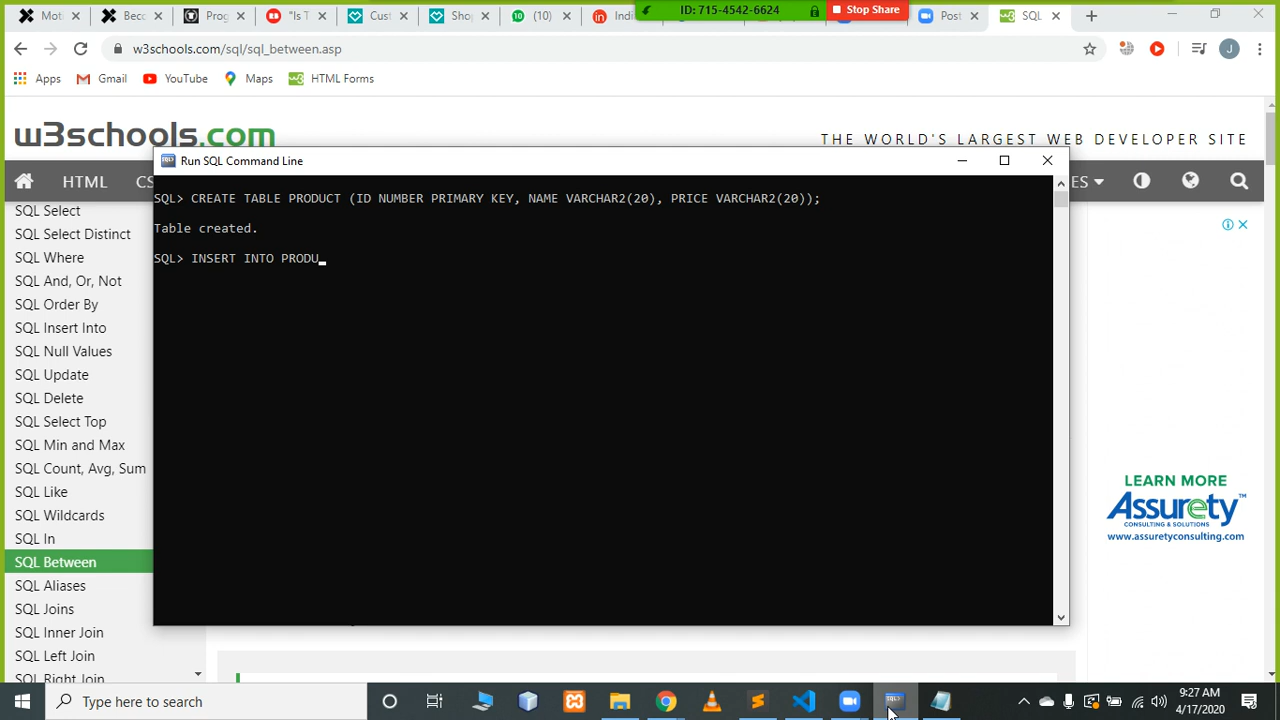 Moti
Becc
Prog
"Is T
Cust
Shop
(10)
Indi
ID: 715-4542-6624
Stop Share
Post
SQL
w3schools.com/sql/sql_between.asp
J
Apps
Gmail
YouTube
Maps
HTML Forms
w3schools.com
THE WORLD'S LARGEST WEB DEVELOPER SITE
Run SQL Command Line
HTML
CS
ES
SQL> CREATE TABLE PRODUCT (ID NUMBER PRIMARY KEY, NAME VARCHAR2(20), PRICE VARCHAR2(20));
Table created.
SQL> INSERT INTO PRODU_
SQL Select
SQL Select Distinct
SQL Where
SQL And, Or, Not
SQL Order By
SQL Insert Into
SQL Null Values
SQL Update
SQL Delete
SQL Select Top
SQL Min and Max
SQL Count, Avg, Sum
SQL Like
SQL Wildcards
SQL In
SQL Between
SQL Aliases
SQL Joins
SQL Inner Join
SQL Left Join
SQL Right Join
LEARN MORE
Assurety
CONSULTING & SOLUTIONS
www.assuretyconsulting.com
Type here to search
9:27 AM
4/17/2020